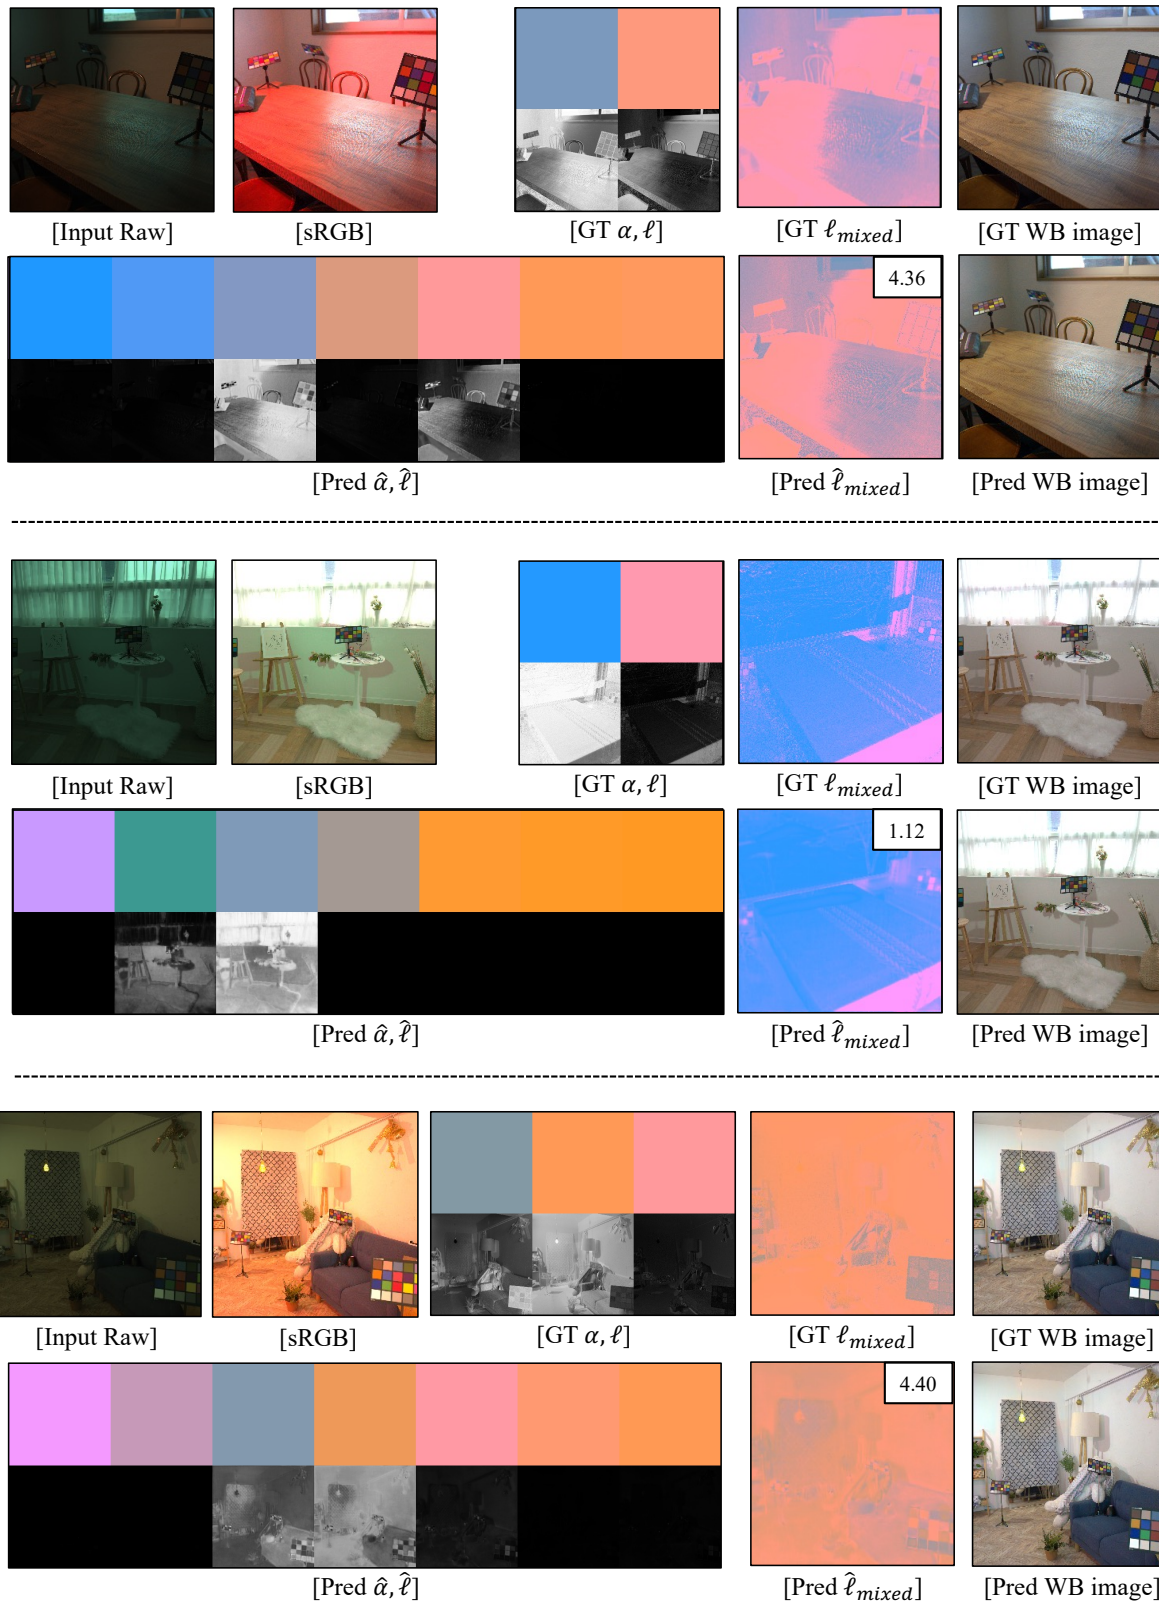 [Input Raw] [sRGB] [GT α, ℓ] [GT ℓ_mixed] [GT WB image]
4.36
[Pred α̂, ℓ̂] [Pred ℓ̂_mixed] [Pred WB image]
[Input Raw] [sRGB] [GT α, ℓ] [GT ℓ_mixed] [GT WB image]
1.12
[Pred α̂, ℓ̂] [Pred ℓ̂_mixed] [Pred WB image]
[Input Raw] [sRGB] [GT α, ℓ] [GT ℓ_mixed] [GT WB image]
4.40
[Pred α̂, ℓ̂] [Pred ℓ̂_mixed] [Pred WB image]